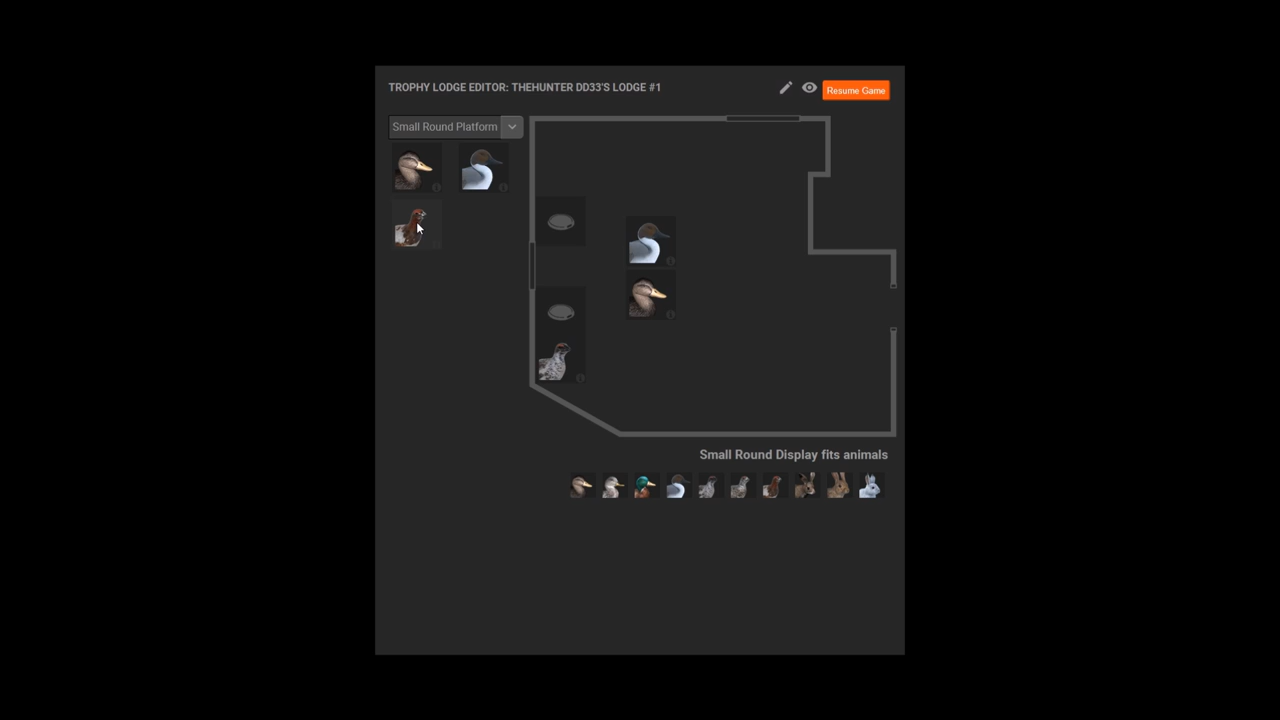 TROPHY LODGE EDITOR: THEHUNTER DD33'S LODGE #1
Resume Game
Small Round Platform
Small Round Display fits animals